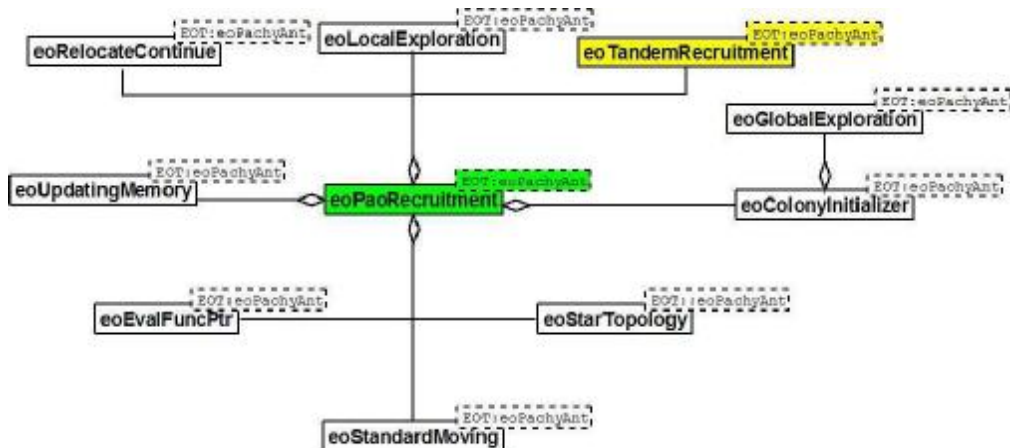 EOT:eoPachyAnt
eoRelocateContinue
EOT:eoPachyAnt
eoLocalExploration
EOT:eoPachyAnt
eoTandemRecruitment
EOT:eoPachyAnt
eoGlobalExploration
EOT:eoPachyAnt
eoUpdatingMemory
EOT:eoPachyAnt
eoPaoRecruitment
EOT:eoPachyAnt
eoColonyInitializer
EOT:eoPachyAnt
eoEvalFuncPtr
EOT::eoPachyAnt
eoStarTopology
EOT:eoPachyAnt
eoStandardMoving